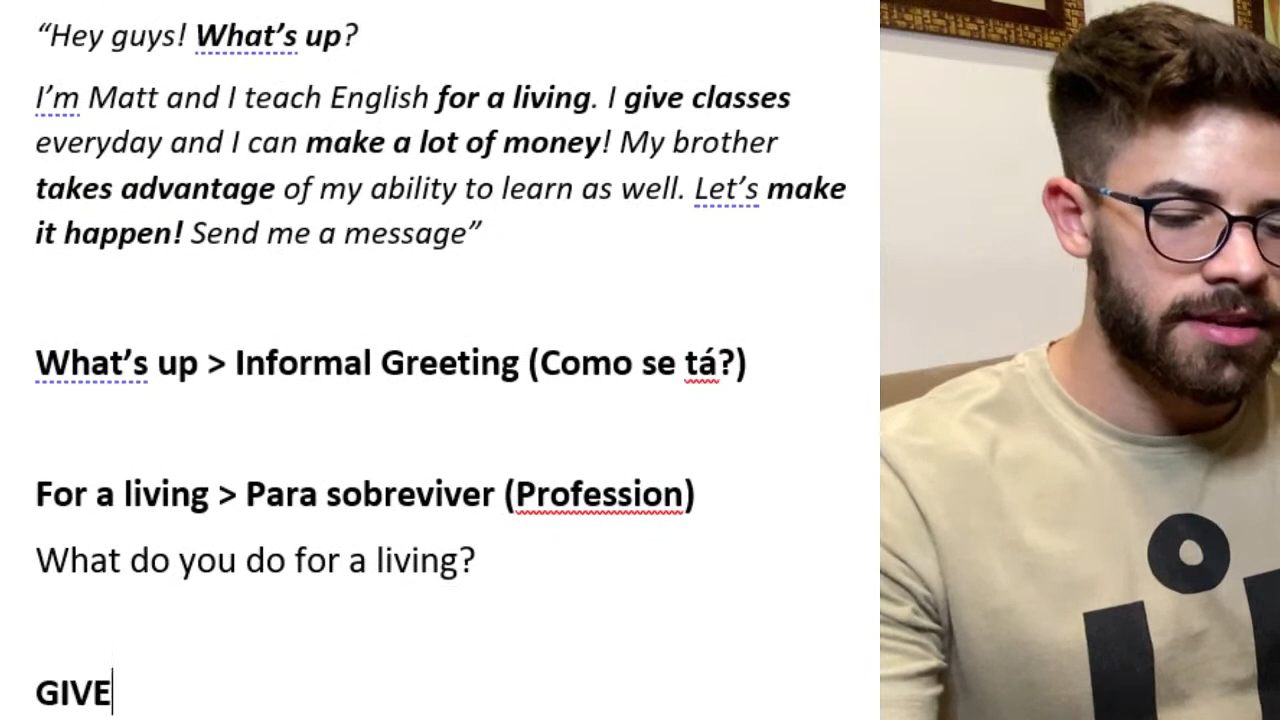 “Hey guys! What’s up?
I’m Matt and I teach English for a living. I give classes
everyday and I can make a lot of money! My brother
takes advantage of my ability to learn as well. Let’s make
it happen! Send me a message”
What’s up > Informal Greeting (Como se tá?)
For a living > Para sobreviver (Profession)
What do you do for a living?
GIVE